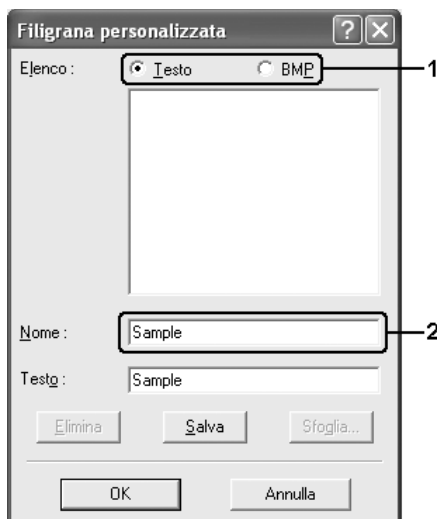 Filigrana personalizzata
Elenco : Testo BMP 1
Nome : Sample 2
Testo : Sample
Elimina Salva Sfoglia...
OK Annulla